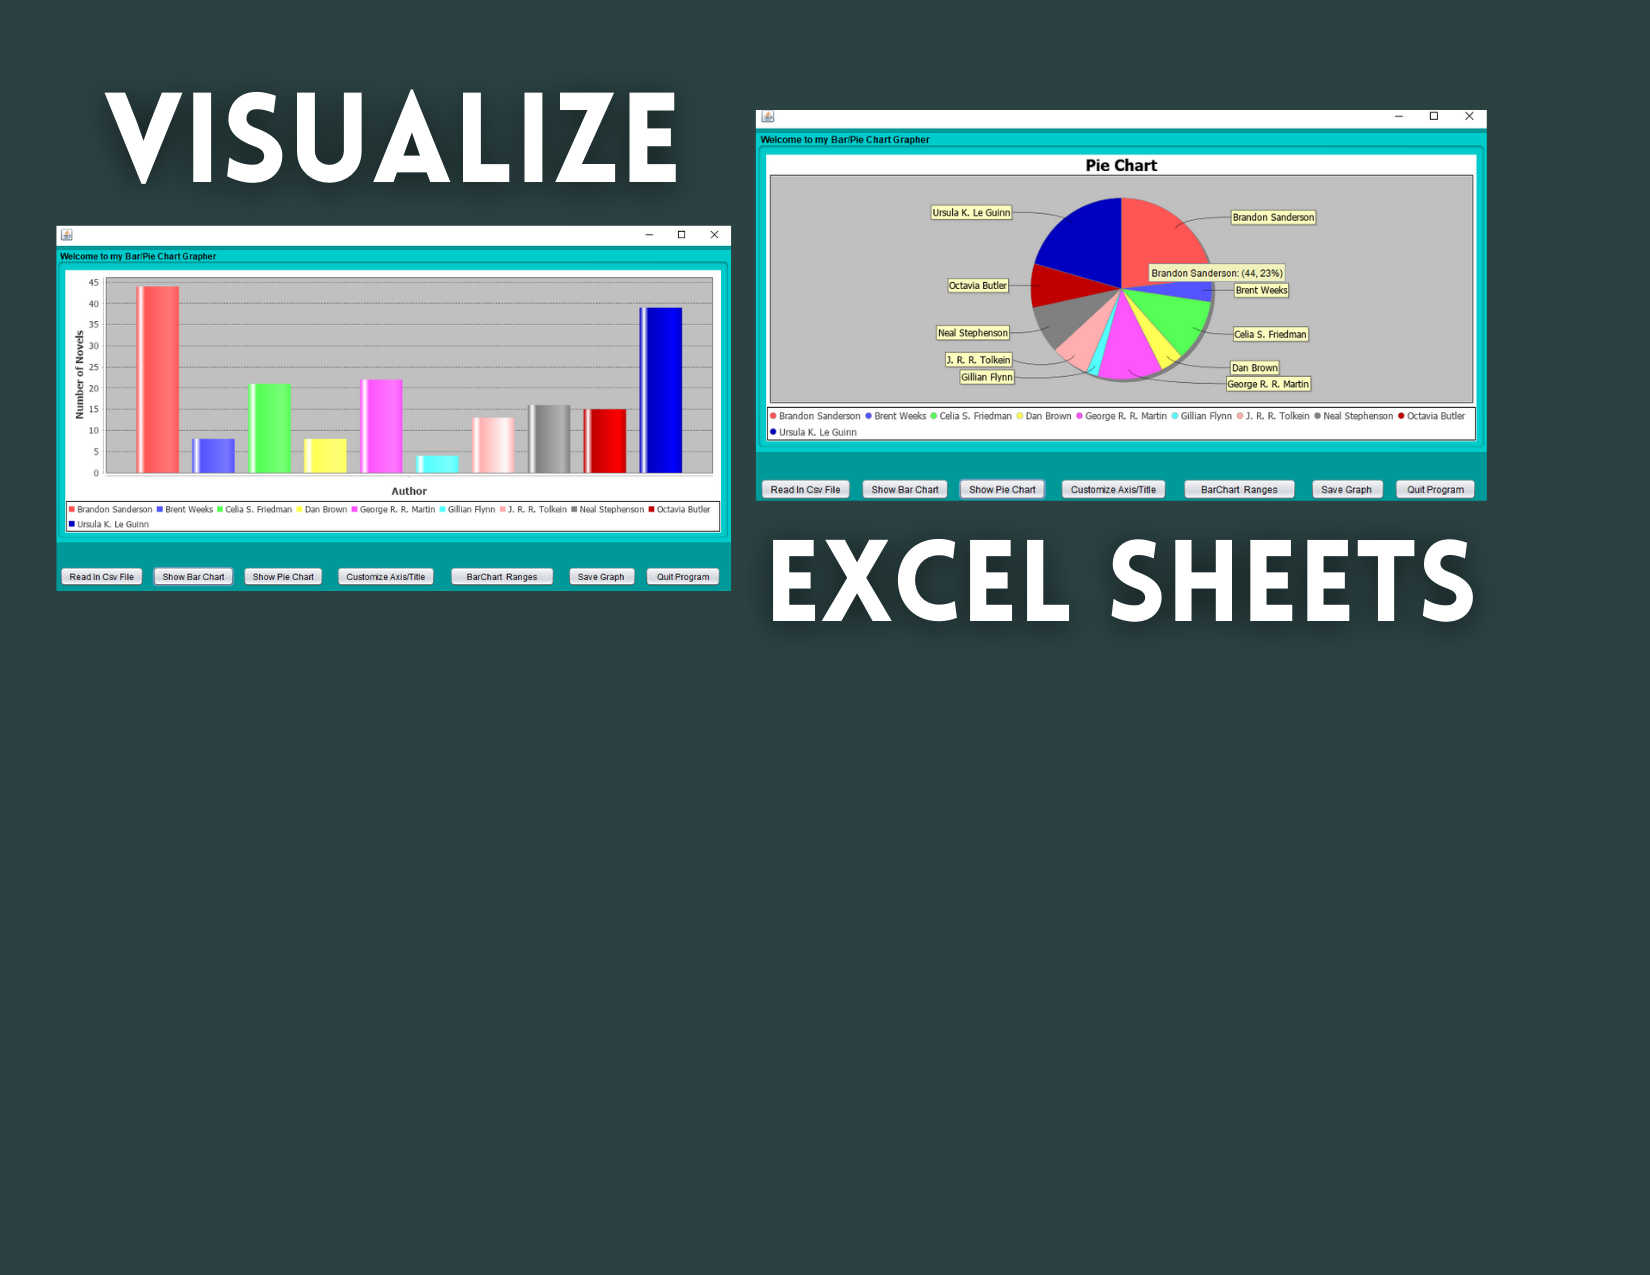 VISUALIZE
Welcome to my Bar/Pie Chart Grapher
45
40
35
30
25
20
15
10
5
0
Number of Novels
Author
Brandon Sanderson Brent Weeks Celia S. Friedman Dan Brown George R. R. Martin Gillian Flynn J. R. R. Tolkein Neal Stephenson Octavia Butler
Ursula K. Le Guinn
Read In Csv File Show Bar Chart Show Pie Chart Customize Axis/Title BarChart Ranges Save Graph Quit Program
Welcome to my Bar/Pie Chart Grapher
Pie Chart
Ursula K. Le Guinn
Brandon Sanderson
Brandon Sanderson: (44, 23%)
Octavia Butler
Brent Weeks
Neal Stephenson
Celia S. Friedman
J. R. R. Tolkein
Dan Brown
Gillian Flynn
George R. R. Martin
Brandon Sanderson Brent Weeks Celia S. Friedman Dan Brown George R. R. Martin Gillian Flynn J. R. R. Tolkein Neal Stephenson Octavia Butler
Ursula K. Le Guinn
Read In Csv File Show Bar Chart Show Pie Chart Customize Axis/Title BarChart Ranges Save Graph Quit Program
EXCEL SHEETS